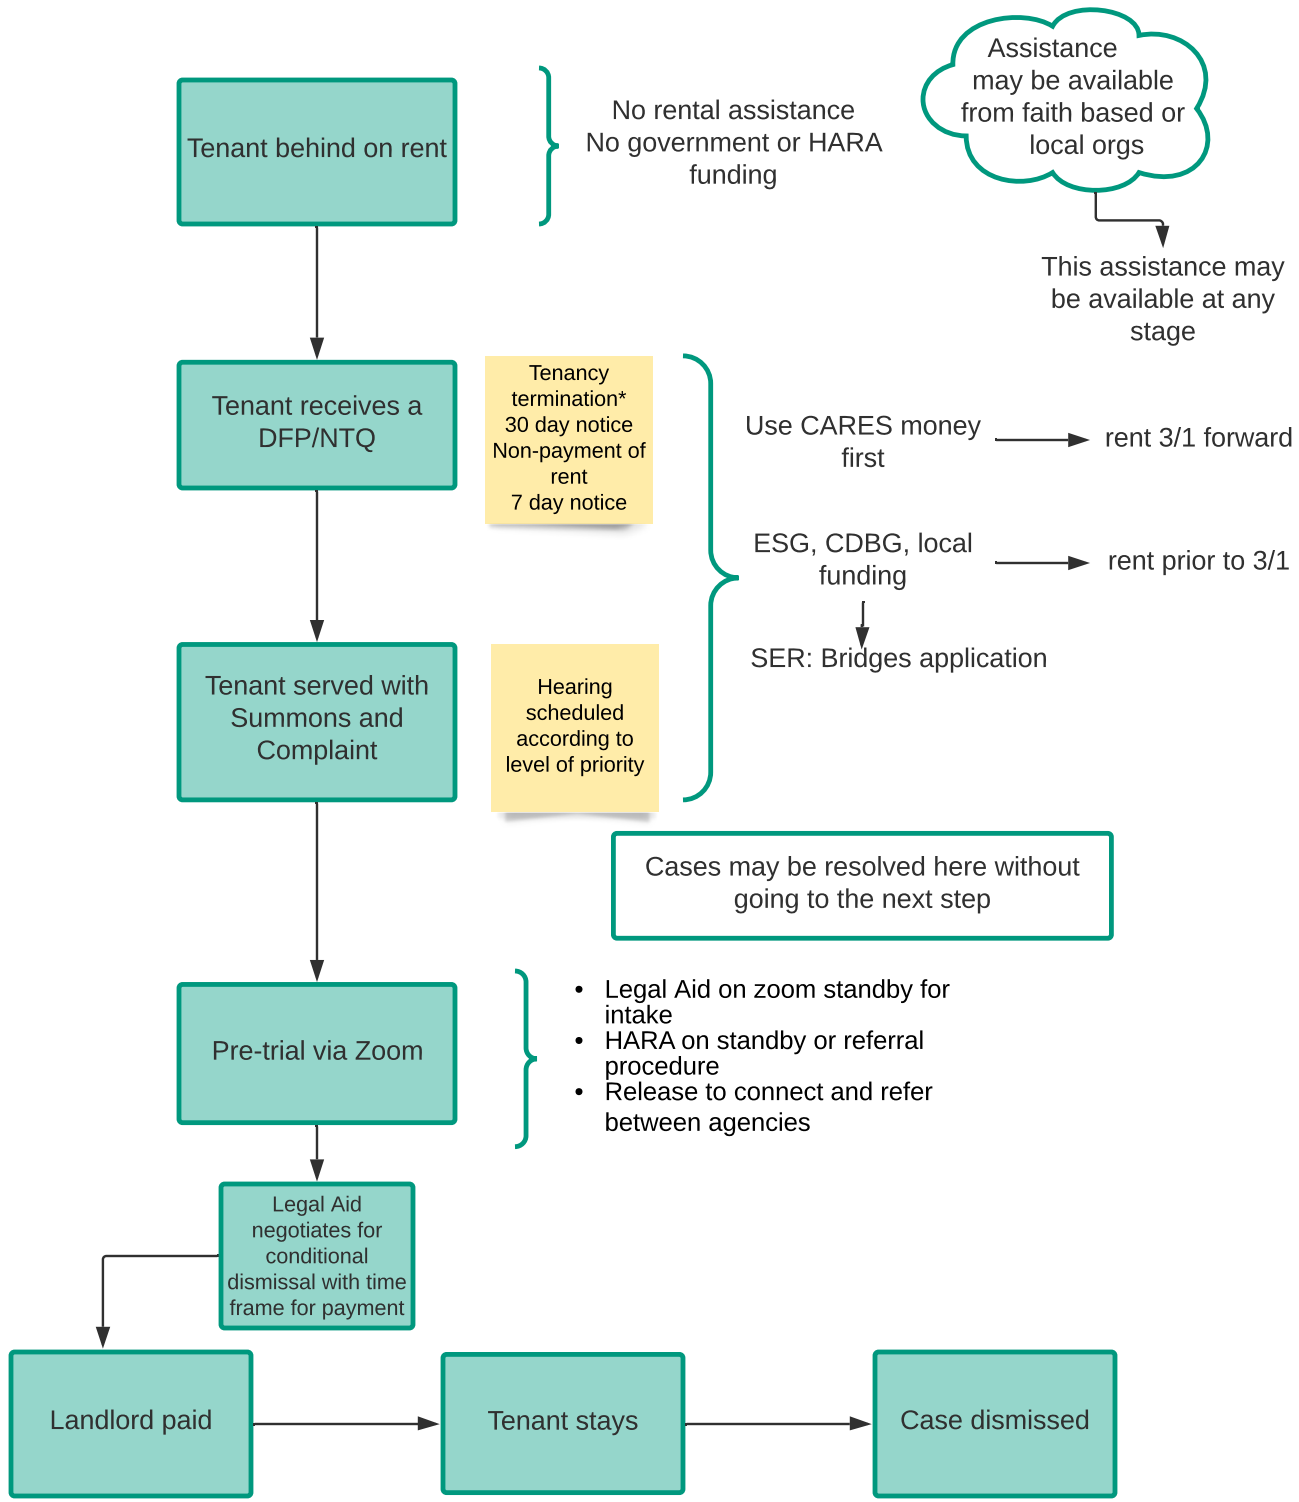 Assistance
may be available
from faith based or
local orgs
Tenant behind on rent
No rental assistance
No government or HARA
funding
This assistance may
be available at any
stage
Tenant receives a
DFP/NTQ
Tenancy
termination*
30 day notice
Non-payment of
rent
7 day notice
Use CARES money
first
rent 3/1 forward
ESG, CDBG, local
funding
rent prior to 3/1
SER: Bridges application
Tenant served with
Summons and
Complaint
Hearing
scheduled
according to
level of priority
Cases may be resolved here without
going to the next step
Pre-trial via Zoom
• Legal Aid on zoom standby for
intake
• HARA on standby or referral
procedure
• Release to connect and refer
between agencies
Legal Aid
negotiates for
conditional
dismissal with time
frame for payment
Landlord paid
Tenant stays
Case dismissed